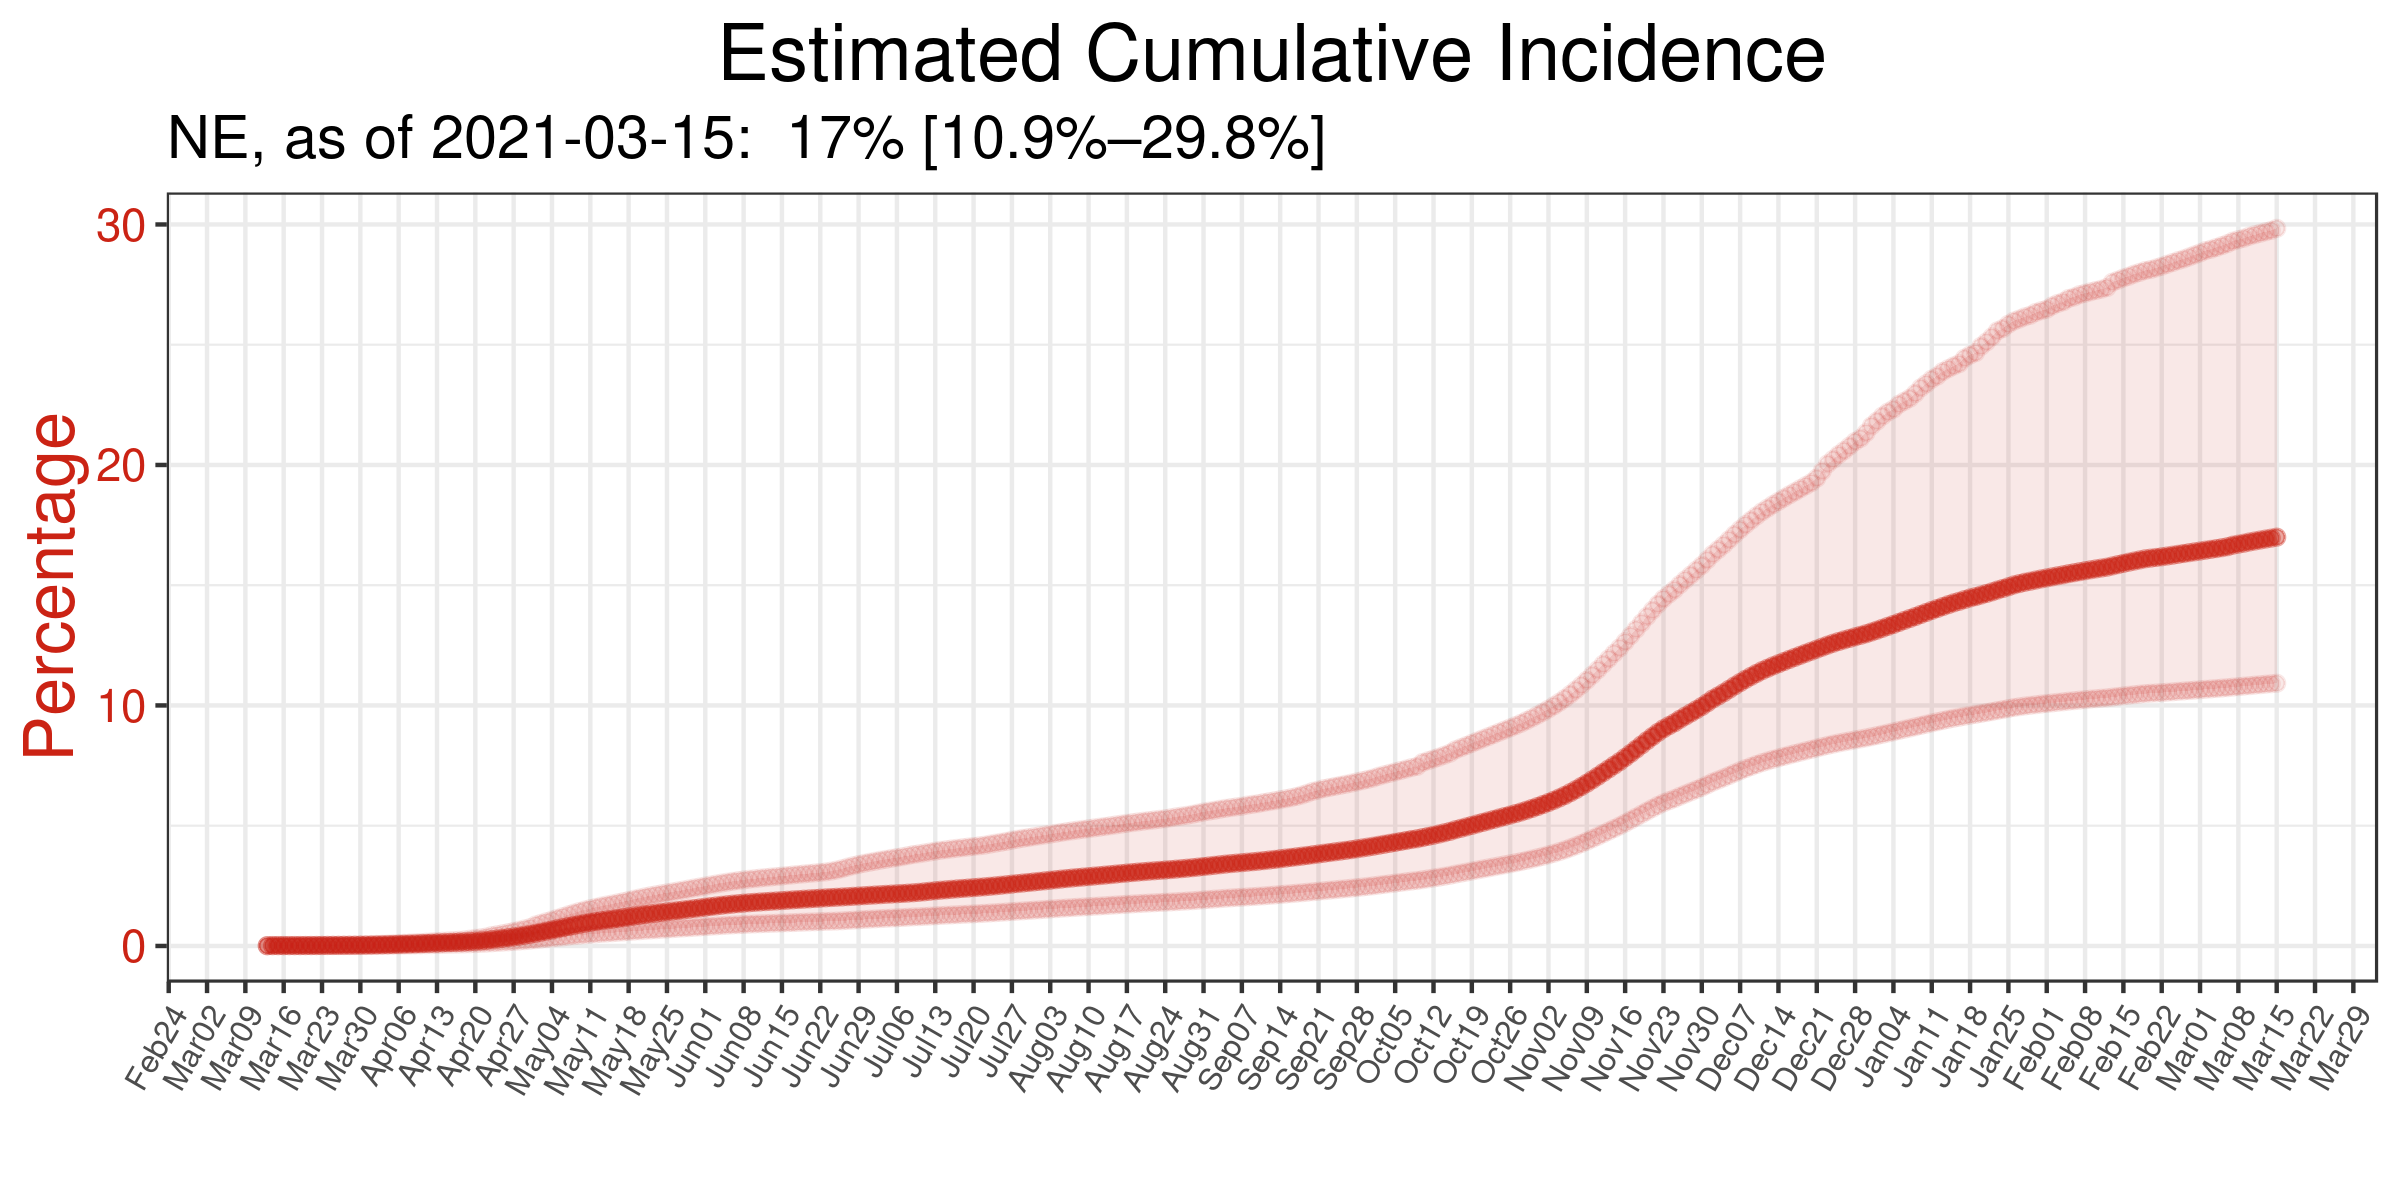 Estimated Cumulative Incidence
NE, as of 2021-03-15:  17% [10.9%–29.8%]
Percentage
30
20
10
0
Feb24
Mar02
Mar09
Mar16
Mar23
Mar30
Apr06
Apr13
Apr20
Apr27
May04
May11
May18
May25
Jun01
Jun08
Jun15
Jun22
Jun29
Jul06
Jul13
Jul20
Jul27
Aug03
Aug10
Aug17
Aug24
Aug31
Sep07
Sep14
Sep21
Sep28
Oct05
Oct12
Oct19
Oct26
Nov02
Nov09
Nov16
Nov23
Nov30
Dec07
Dec14
Dec21
Dec28
Jan04
Jan11
Jan18
Jan25
Feb01
Feb08
Feb15
Feb22
Mar01
Mar08
Mar15
Mar22
Mar29